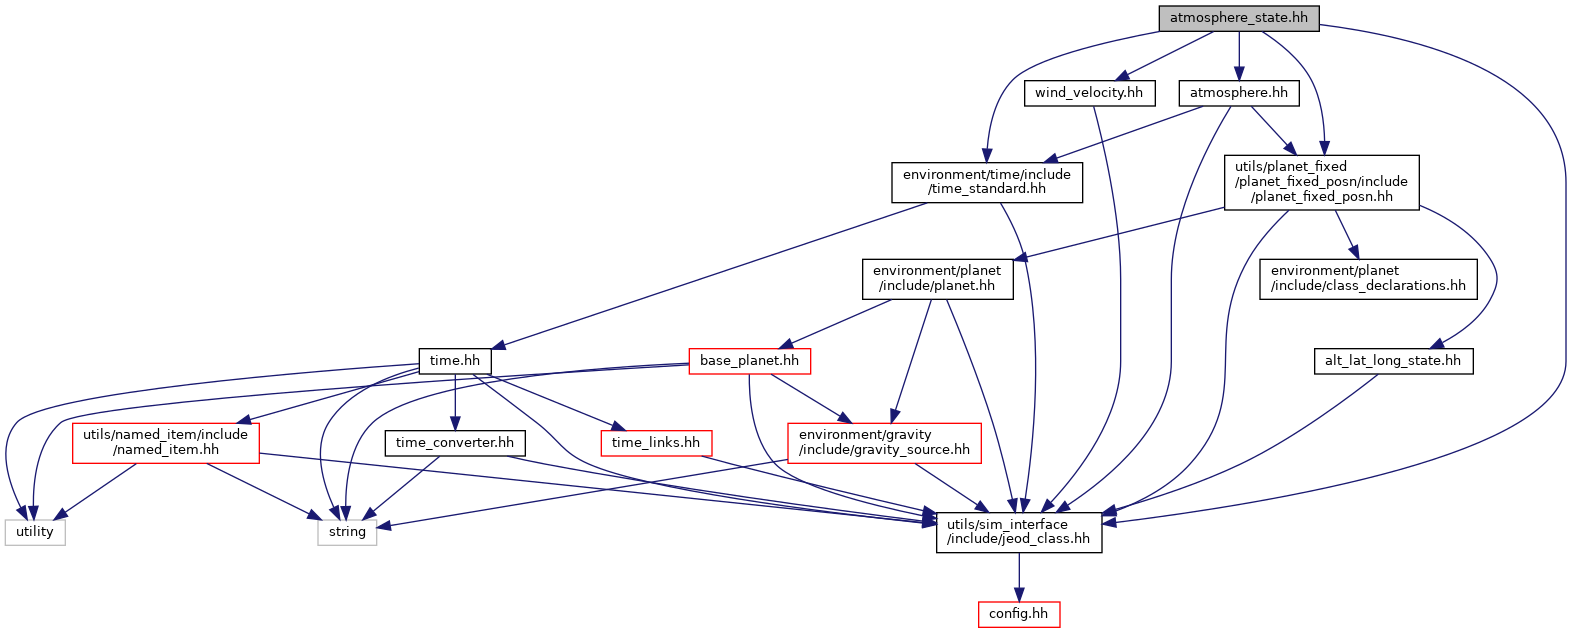 atmosphere_state.hh
wind_velocity.hh
atmosphere.hh
environment/time/include
/time_standard.hh
utils/planet_fixed
/planet_fixed_posn/include
/planet_fixed_posn.hh
environment/planet
/include/planet.hh
environment/planet
/include/class_declarations.hh
time.hh
base_planet.hh
alt_lat_long_state.hh
utils/named_item/include
/named_item.hh
time_converter.hh
time_links.hh
environment/gravity
/include/gravity_source.hh
utility
string
utils/sim_interface
/include/jeod_class.hh
config.hh